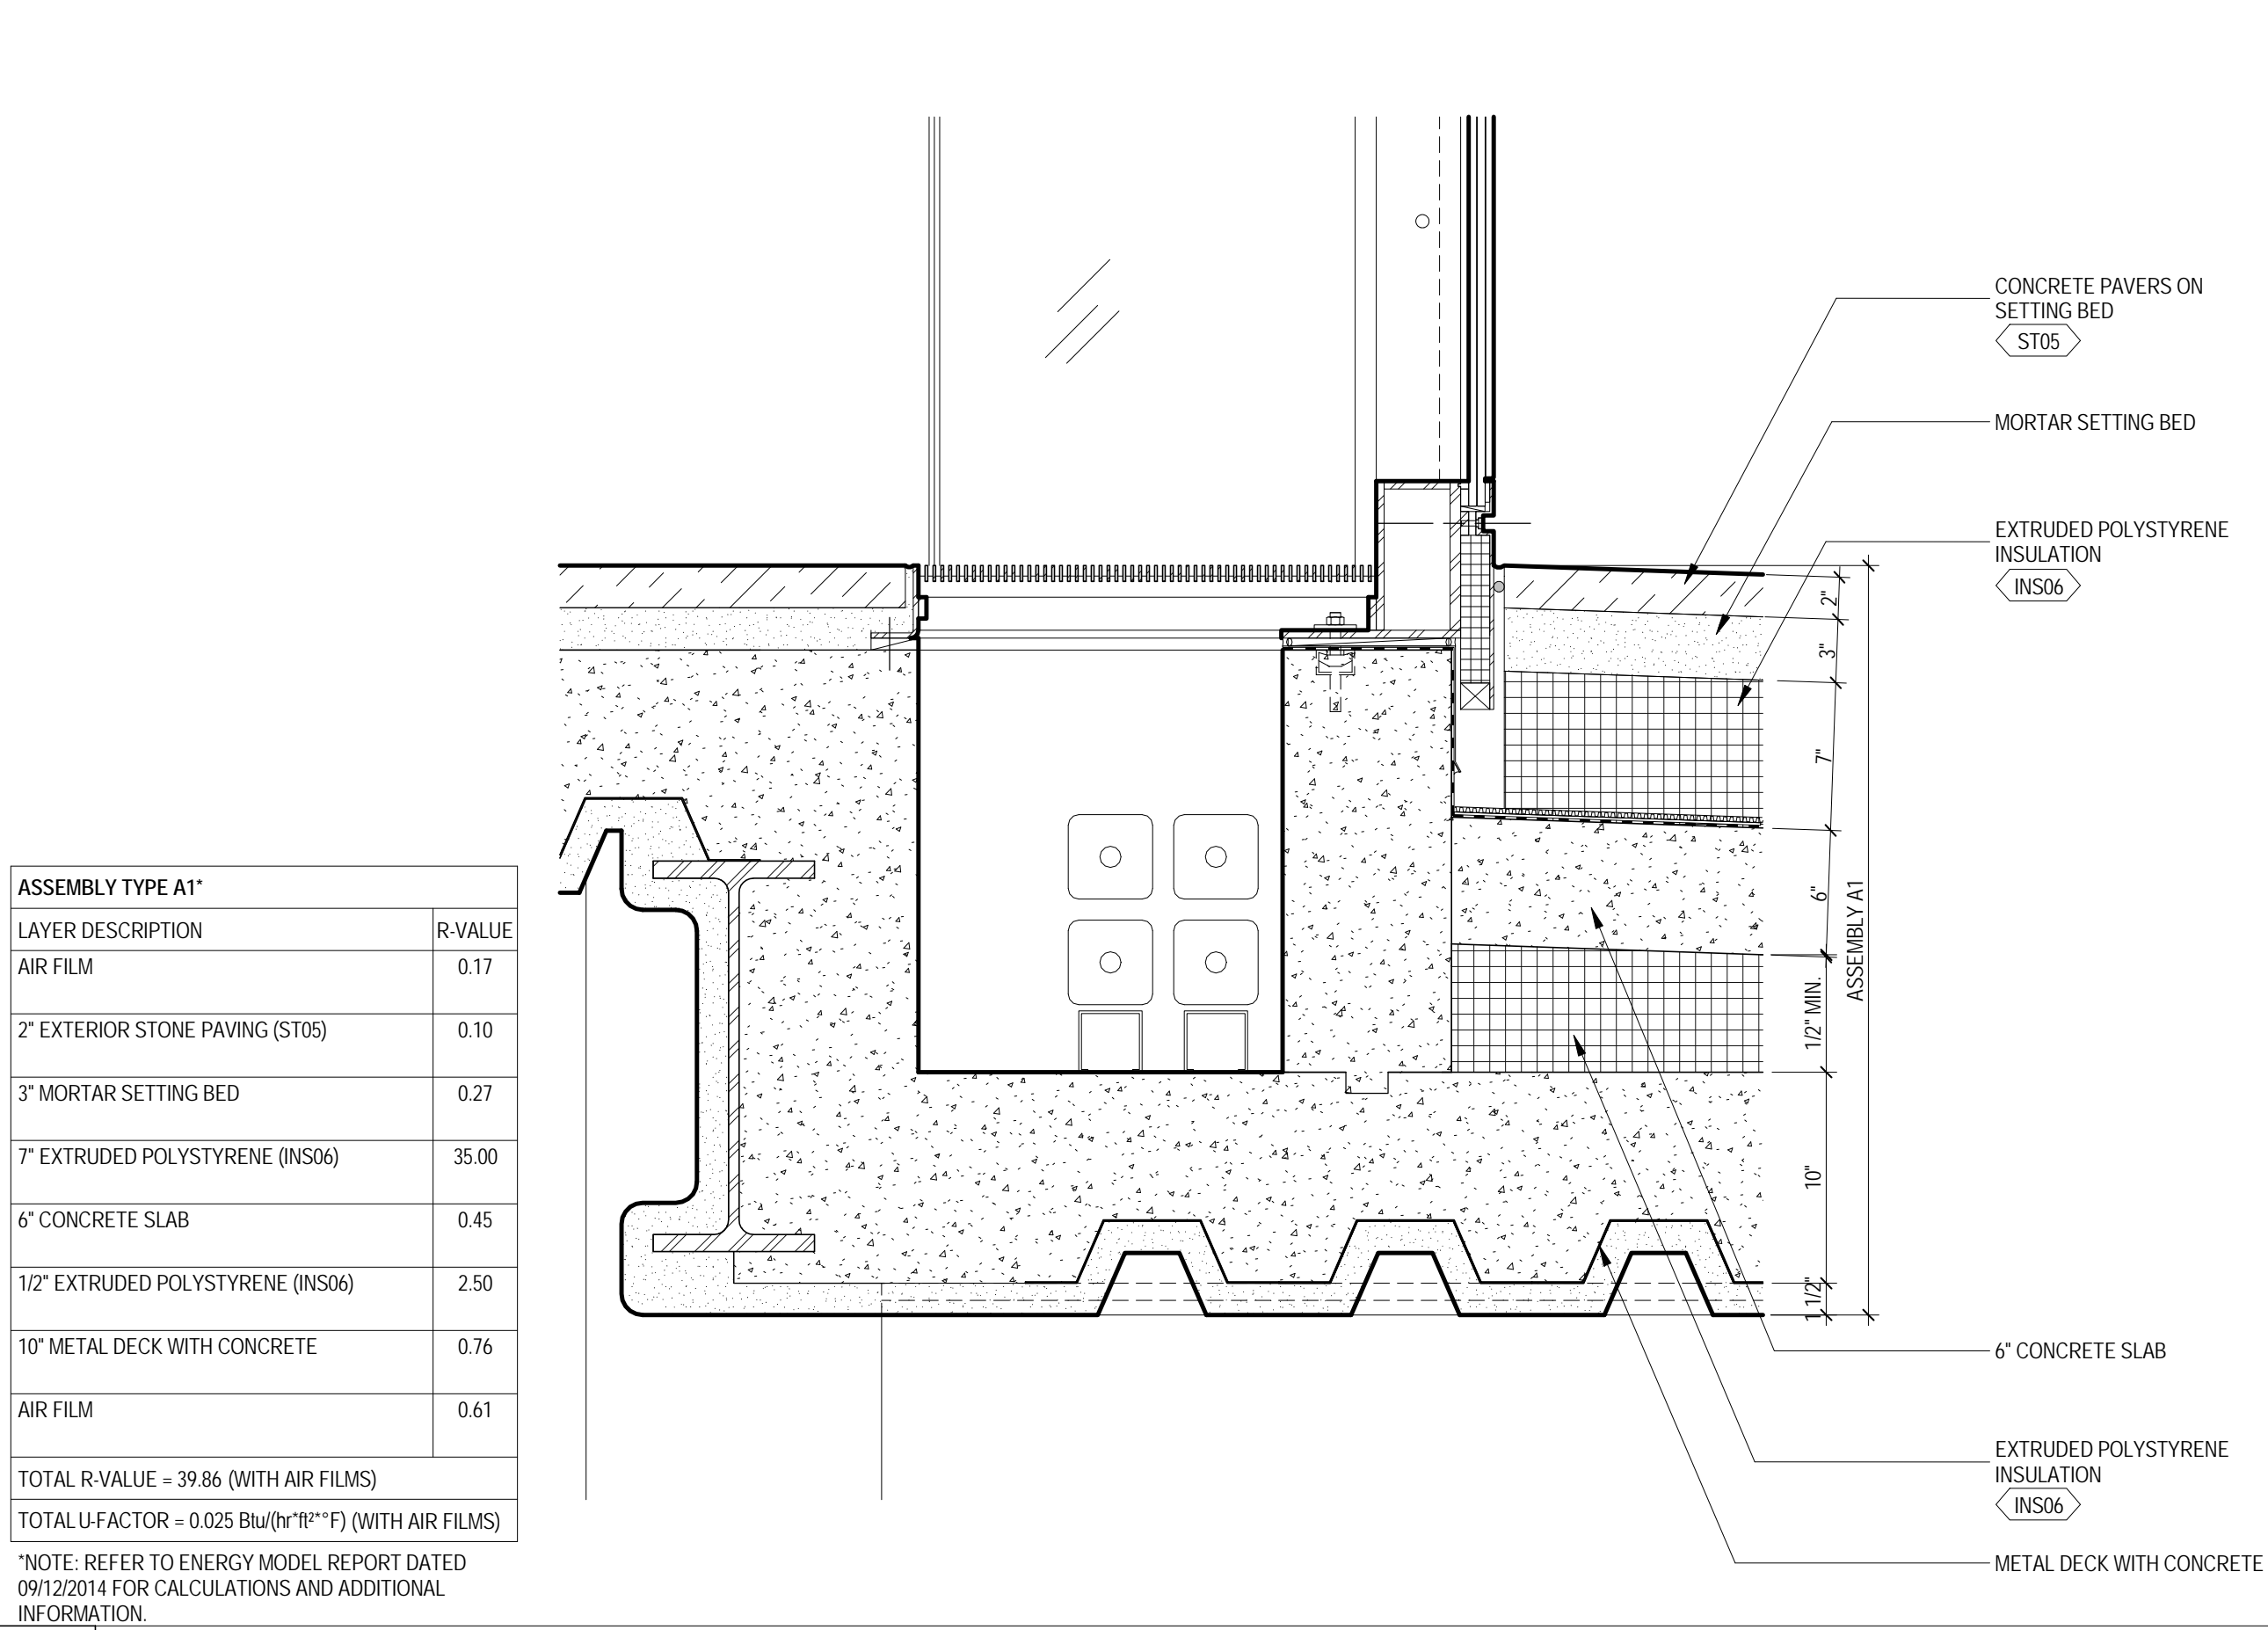 CONCRETE PAVERS ON
SETTING BED
ST05
MORTAR SETTING BED
EXTRUDED POLYSTYRENE
INSULATION
INS06
2"
3"
7"
6"
1/2" MIN.
10"
1 1/2"
ASSEMBLY A1
6" CONCRETE SLAB
EXTRUDED POLYSTYRENE
INSULATION
INS06
METAL DECK WITH CONCRETE
ASSEMBLY TYPE A1*
LAYER DESCRIPTION R-VALUE
AIR FILM 0.17
2" EXTERIOR STONE PAVING (ST05) 0.10
3" MORTAR SETTING BED 0.27
7" EXTRUDED POLYSTYRENE (INS06) 35.00
6" CONCRETE SLAB 0.45
1/2" EXTRUDED POLYSTYRENE (INS06) 2.50
10" METAL DECK WITH CONCRETE 0.76
AIR FILM 0.61
TOTAL R-VALUE = 39.86 (WITH AIR FILMS)
TOTAL U-FACTOR = 0.025 Btu/(hr*ft²*°F) (WITH AIR FILMS)
*NOTE: REFER TO ENERGY MODEL REPORT DATED
09/12/2014 FOR CALCULATIONS AND ADDITIONAL
INFORMATION.